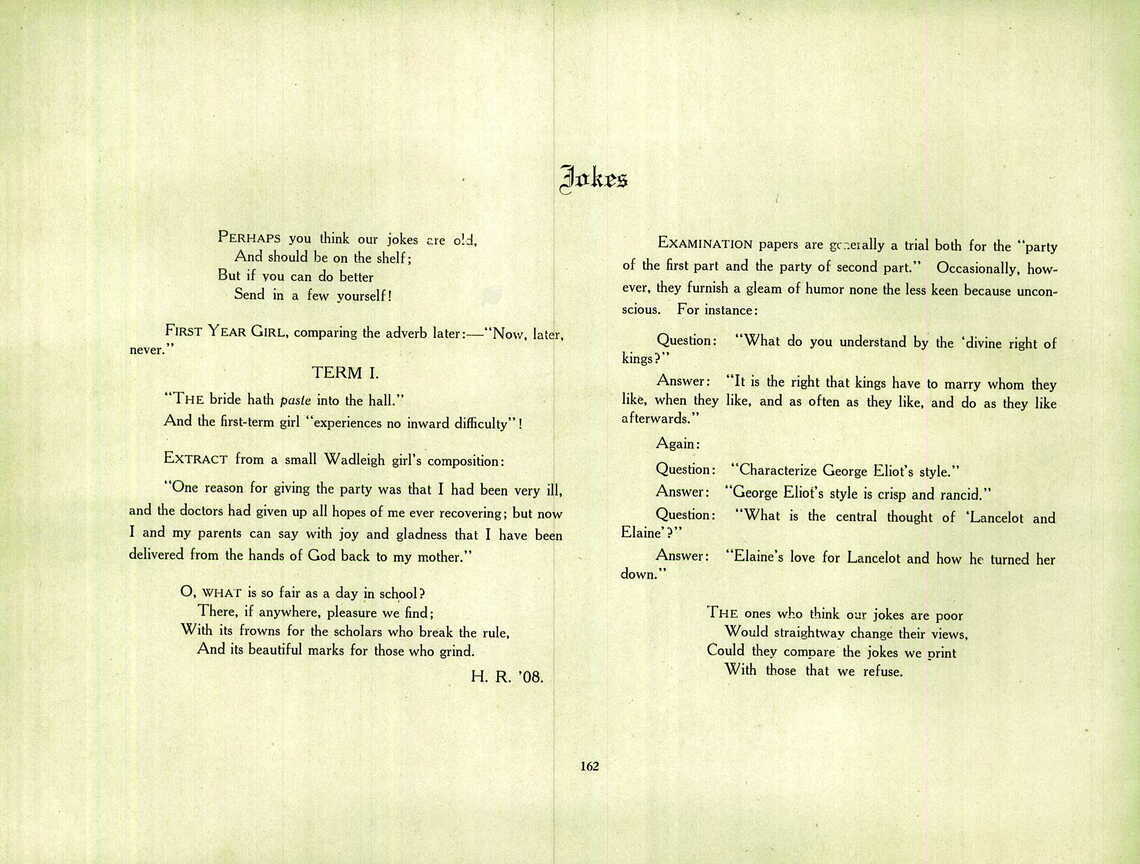 Jokes
PERHAPS you think our jokes are old,
And should be on the shelf;
But if you can do better
Send in a few yourself!
FIRST YEAR GIRL, comparing the adverb later:—"Now, later,
never."
TERM I.
"THE bride hath paste into the hall."
And the first-term girl "experiences no inward difficulty"!
EXTRACT from a small Wadleigh girl's composition:
"One reason for giving the party was that I had been very ill,
and the doctors had given up all hopes of me ever recovering; but now
I and my parents can say with joy and gladness that I have been
delivered from the hands of God back to my mother."
O, WHAT is so fair as a day in school?
There, if anywhere, pleasure we find;
With its frowns for the scholars who break the rule,
And its beautiful marks for those who grind.
H. R. '08.
EXAMINATION papers are generally a trial both for the "party
of the first part and the party of second part." Occasionally, how-
ever, they furnish a gleam of humor none the less keen because uncon-
scious. For instance:
Question: "What do you understand by the 'divine right of
kings?"
Answer: "It is the right that kings have to marry whom they
like, when they like, and as often as they like, and do as they like
afterwards."
Again:
Question: "Characterize George Eliot's style."
Answer: "George Eliot's style is crisp and rancid."
Question: "What is the central thought of 'Lancelot and
Elaine'?"
Answer: "Elaine's love for Lancelot and how he turned her
down."
THE ones who think our jokes are poor
Would straightway change their views,
Could they compare the jokes we print
With those that we refuse.
162